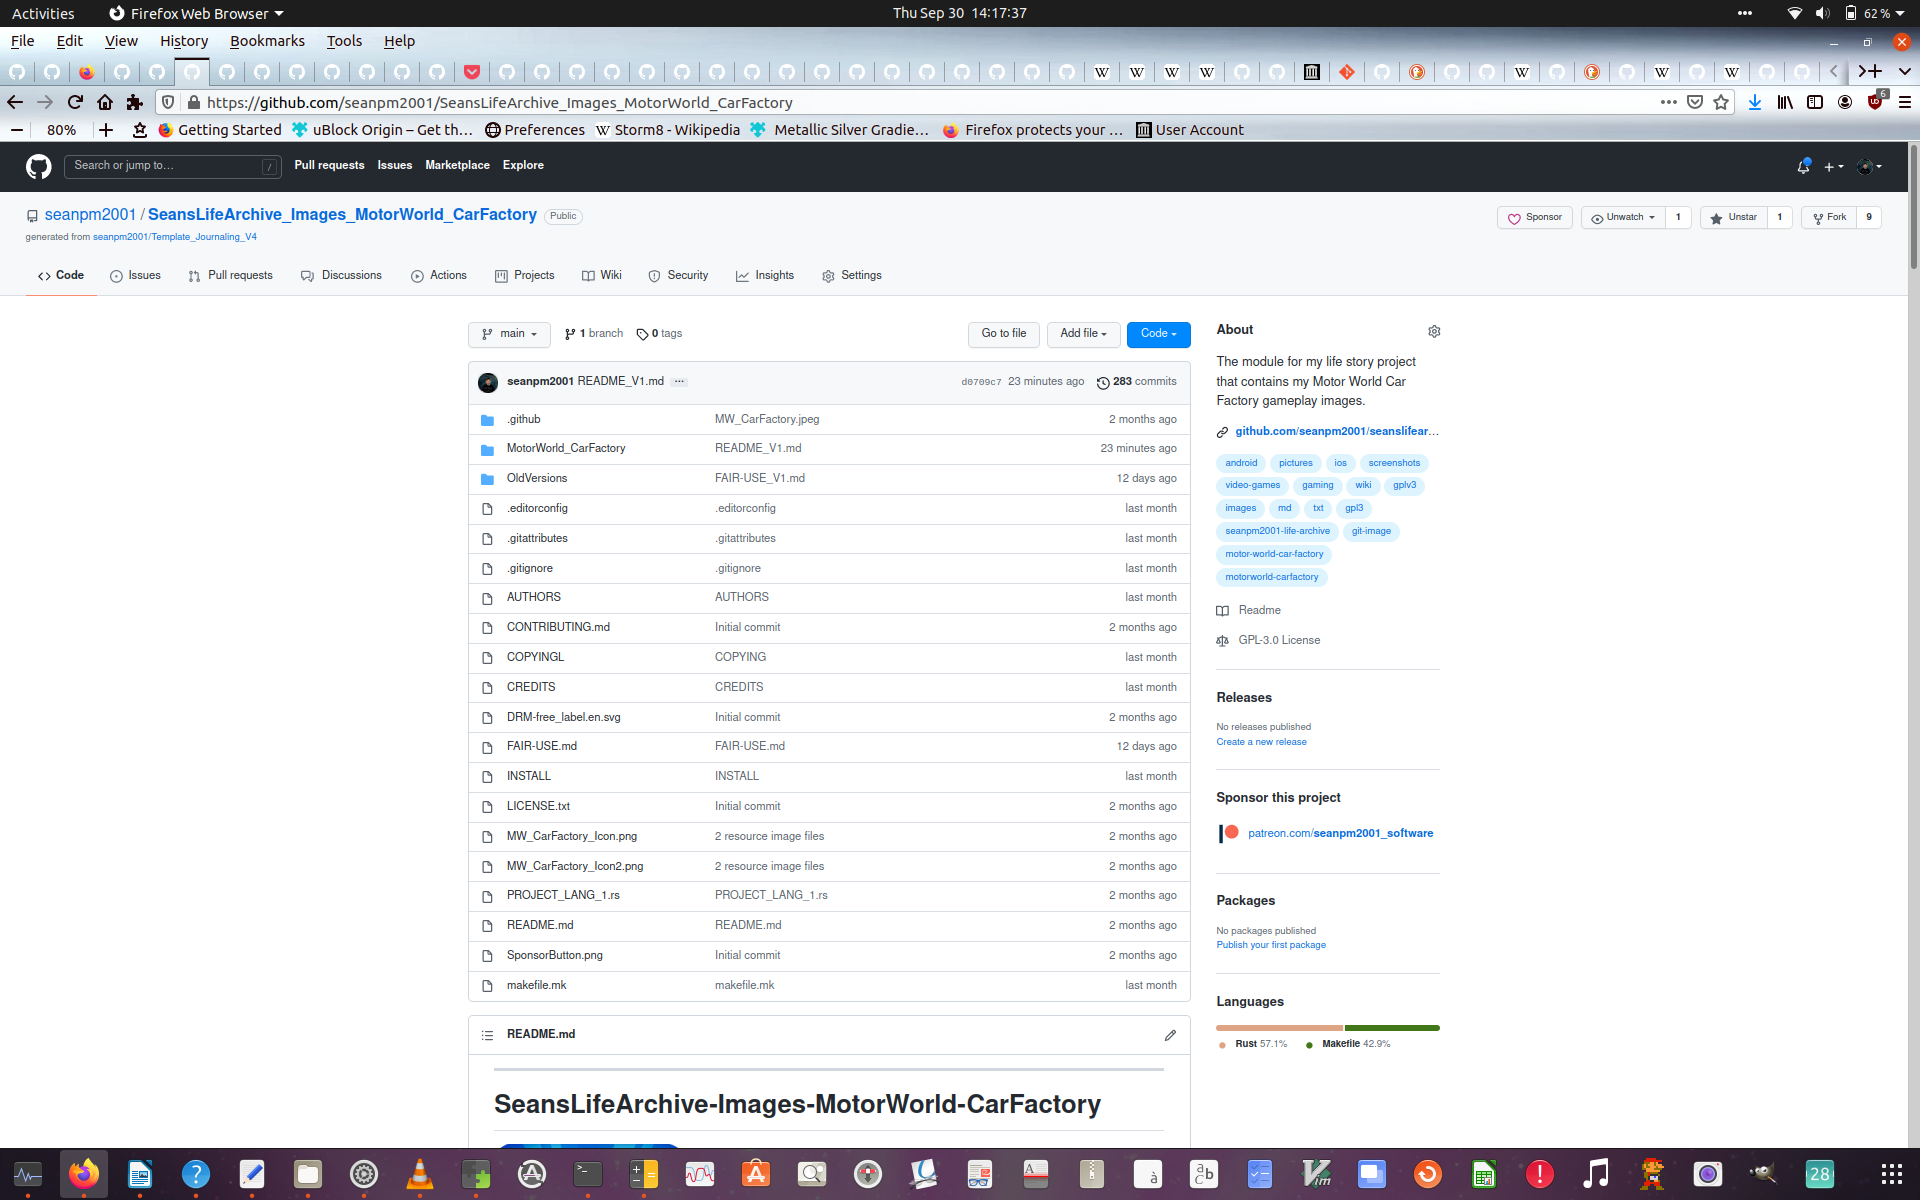 Activities Firefox Web Browser Thu Sep 30 14:17:37 62 %
File Edit View History Bookmarks Tools Help
https://github.com/seanpm2001/SeansLifeArchive_Images_MotorWorld_CarFactory 6
80% Getting Started uBlock Origin – Get th… Preferences Storm8 - Wikipedia Metallic Silver Gradie… Firefox protects your … User Account
Search or jump to… / Pull requests Issues Marketplace Explore
seanpm2001 / SeansLifeArchive_Images_MotorWorld_CarFactory Public Sponsor Unwatch 1 Unstar 1 Fork 9
generated from seanpm2001/Template_Journaling_V4
Code Issues Pull requests Discussions Actions Projects Wiki Security Insights Settings
main 1 branch 0 tags Go to file Add file Code
seanpm2001 README_V1.md … d0709c7 23 minutes ago 283 commits
.github MW_CarFactory.jpeg 2 months ago
MotorWorld_CarFactory README_V1.md 23 minutes ago
OldVersions FAIR-USE_V1.md 12 days ago
.editorconfig .editorconfig last month
.gitattributes .gitattributes last month
.gitignore .gitignore last month
AUTHORS AUTHORS last month
CONTRIBUTING.md Initial commit 2 months ago
COPYINGL COPYING last month
CREDITS CREDITS last month
DRM-free_label.en.svg Initial commit 2 months ago
FAIR-USE.md FAIR-USE.md 12 days ago
INSTALL INSTALL last month
LICENSE.txt Initial commit 2 months ago
MW_CarFactory_Icon.png 2 resource image files 2 months ago
MW_CarFactory_Icon2.png 2 resource image files 2 months ago
PROJECT_LANG_1.rs PROJECT_LANG_1.rs 2 months ago
README.md README.md 2 months ago
SponsorButton.png Initial commit 2 months ago
makefile.mk makefile.mk last month
README.md
SeansLifeArchive-Images-MotorWorld-CarFactory
About
The module for my life story project
that contains my Motor World Car
Factory gameplay images.
github.com/seanpm2001/seanslifear…
android pictures ios screenshots
video-games gaming wiki gplv3
images md txt gpl3
seanpm2001-life-archive git-image
motor-world-car-factory
motorworld-carfactory
Readme
GPL-3.0 License
Releases
No releases published
Create a new release
Sponsor this project
patreon.com/seanpm2001_software
Packages
No packages published
Publish your first package
Languages
Rust 57.1% Makefile 42.9%
28